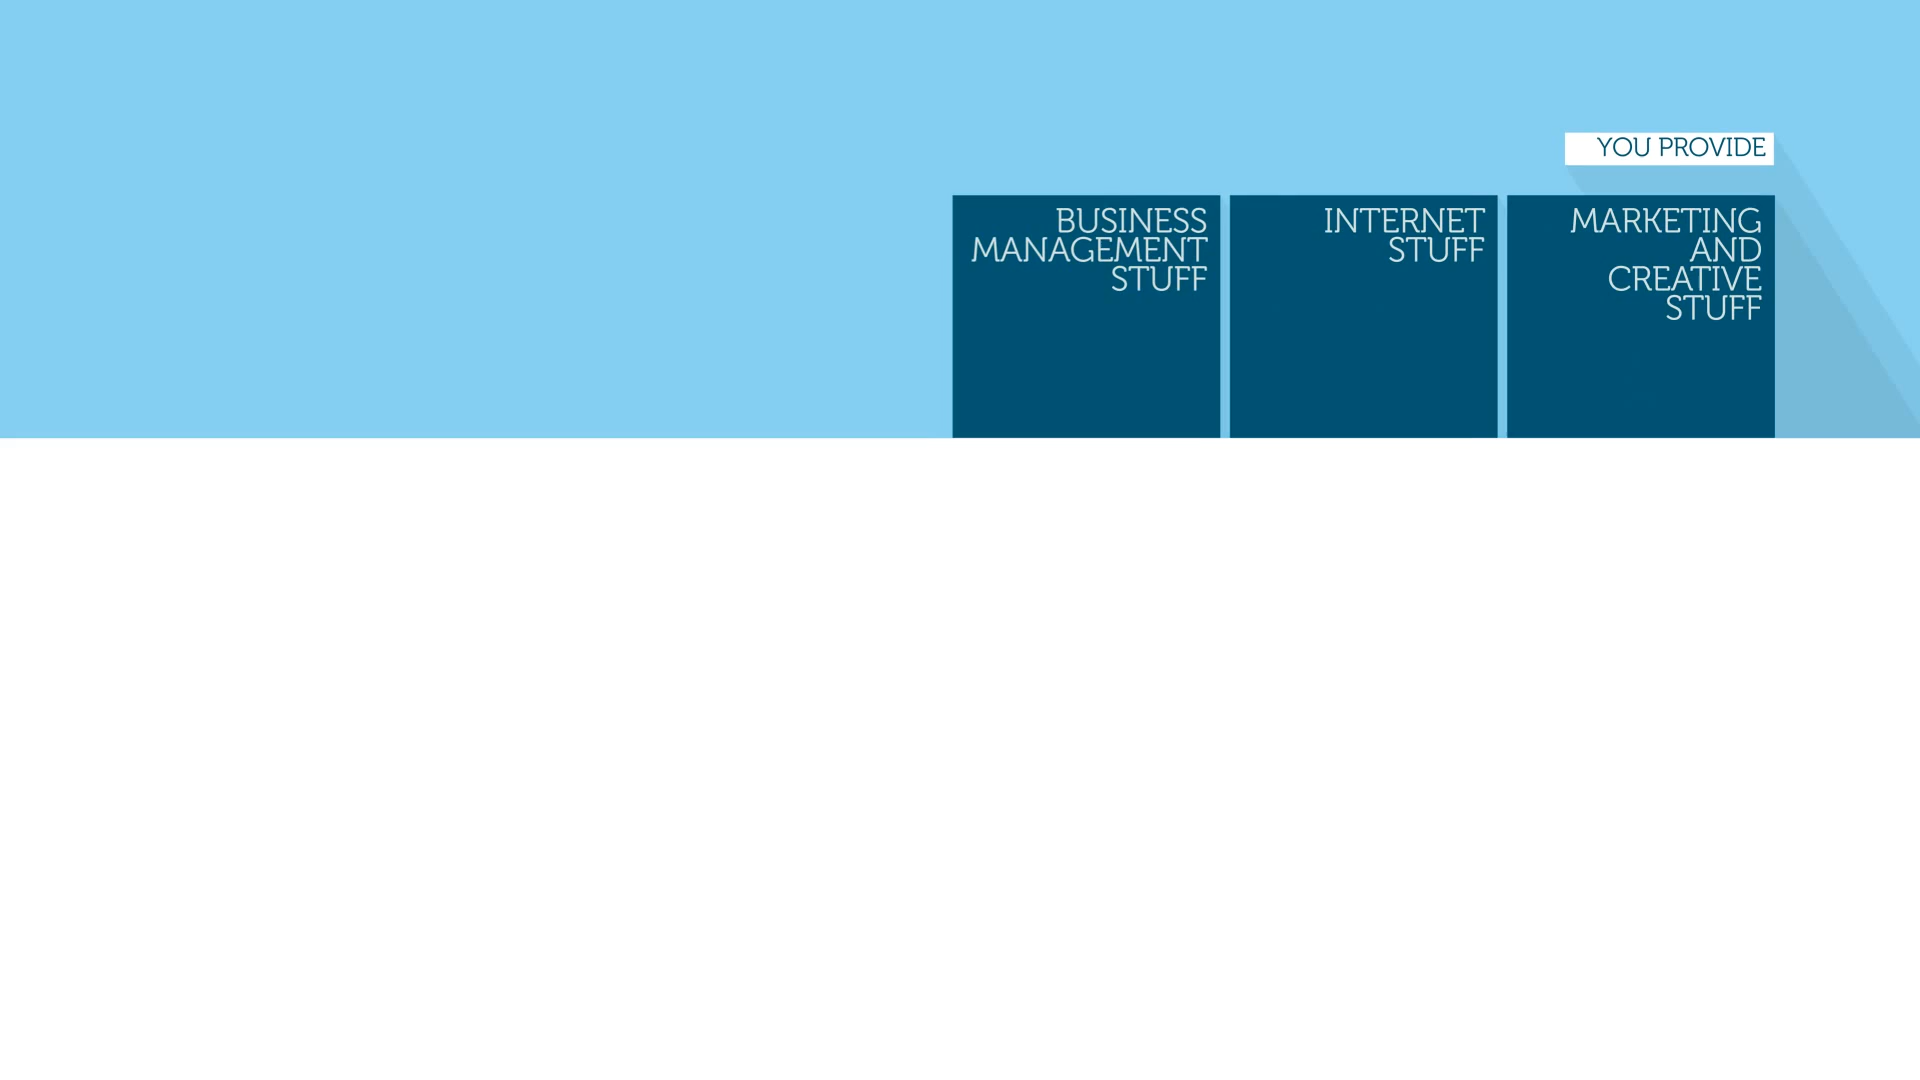 YOU PROVIDE
BUSINESS
MANAGEMENT
STUFF
INTERNET
STUFF
MARKETING
AND
CREATIVE
STUFF